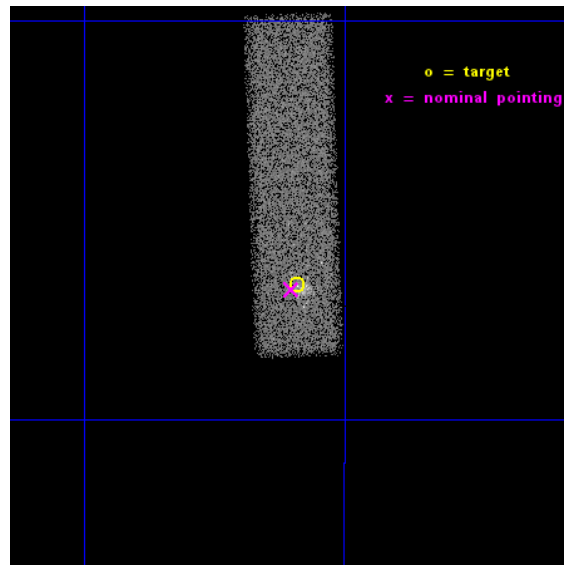 o = target
x = nominal pointing